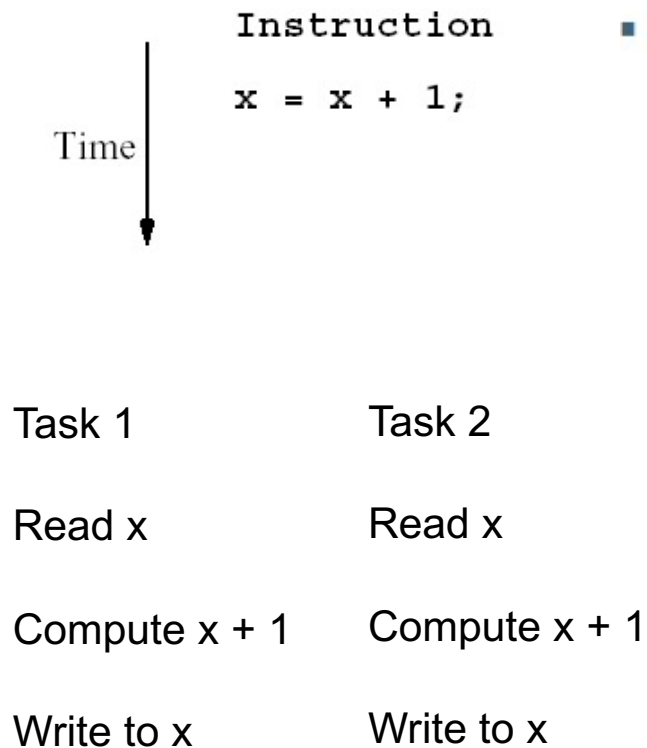 Instruction
x = x + 1;
Time
Task 1 Task 2
Read x Read x
Compute x + 1 Compute x + 1
Write to x Write to x